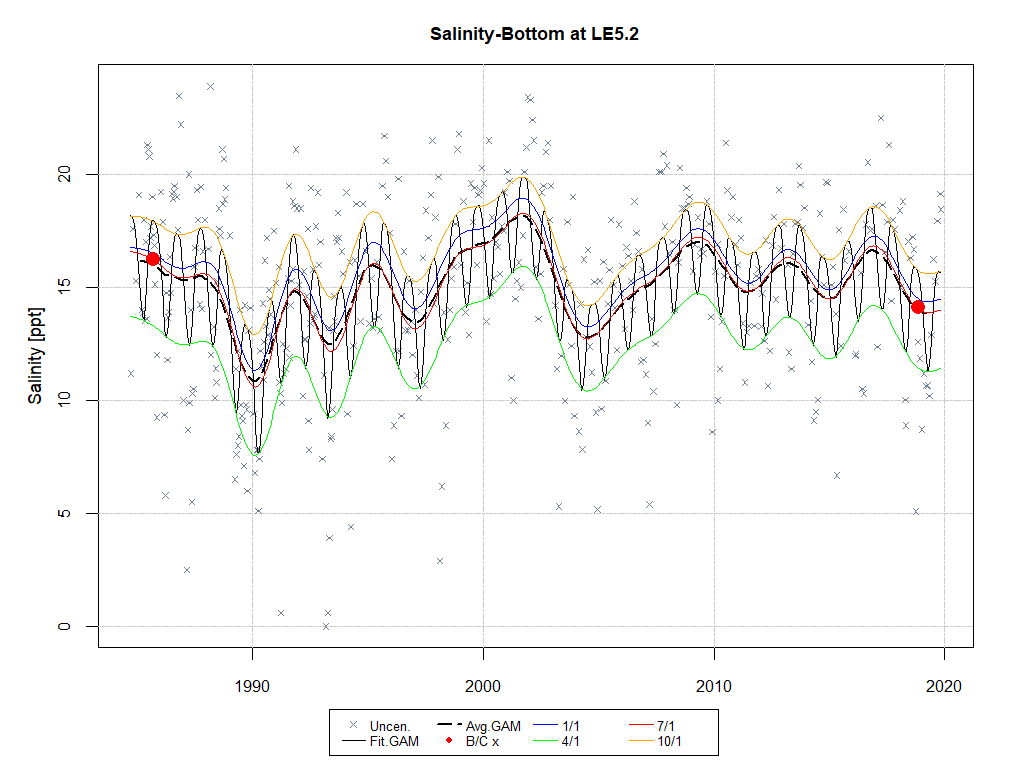 Salinity-Bottom at LE5.2
Salinity [ppt]
20
15
10
5
0
1990 2000 2010 2020
Uncen. Avg.GAM 1/1 7/1
Fit.GAM B/C x 4/1 10/1